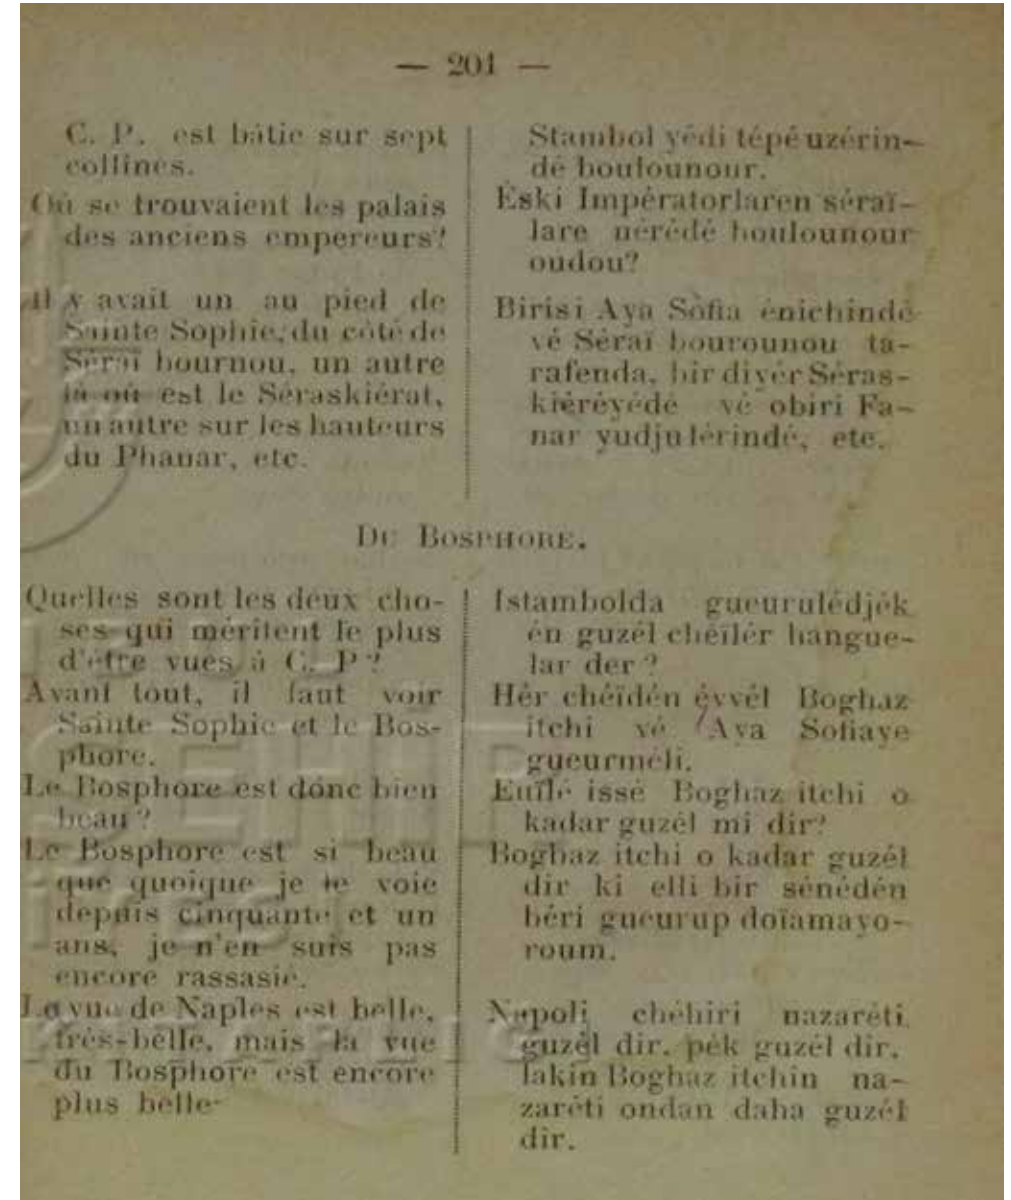 — 201 —
C. P. est bâtie sur sept
collines.
Où se trouvaient les palais
des anciens empereurs?
Il y avait un au pied de
Sainte Sophie, du côté de
Séraï bournou, un autre
là où est le Séraskiérat,
un autre sur les hauteurs
du Phanar, etc.
Stambol yédi tépé uzérin-
dé boulounour.
Éski Impératorlaren séraï-
lare nérédé boulounour
oudou?
Birisi Aya Sòfia énichindé
vé Séraï bourounou ta-
rafenda, bir diyér Séras-
kiéréyédé vé obiri Fa-
nar yudjulérindé, etc.
DU BOSPHORE.
Quelles sont les deux cho-
ses qui méritent le plus
d'être vues à C. P?
Avant tout, il faut voir
Sainte Sophie et le Bos-
phore.
Le Bosphore est donc bien
beau?
Le Bosphore est si beau
que quoique je le voie
depuis cinquante et un
ans, je n'en suis pas
encore rassasié.
La vue de Naples est belle,
très-belle, mais la vue
du Bosphore est encore
plus belle
Istambolda gueurulédjék
én guzél chéïlér hangue-
lar der?
Hér chéïdén évvél Boghaz
itchi vé Aya Sofiaye
gueurméli.
Euïlé issé Boghaz itchi o
kadar guzél mi dir?
Boghaz itchi o kadar guzél
dir ki elli bir sénédén
béri gueurup doïamayo-
roum.
Napoli chéhiri nazaréti
guzél dir, pék guzél dir,
lakin Boghaz itchin na-
zaréti ondan daha guzél
dir.